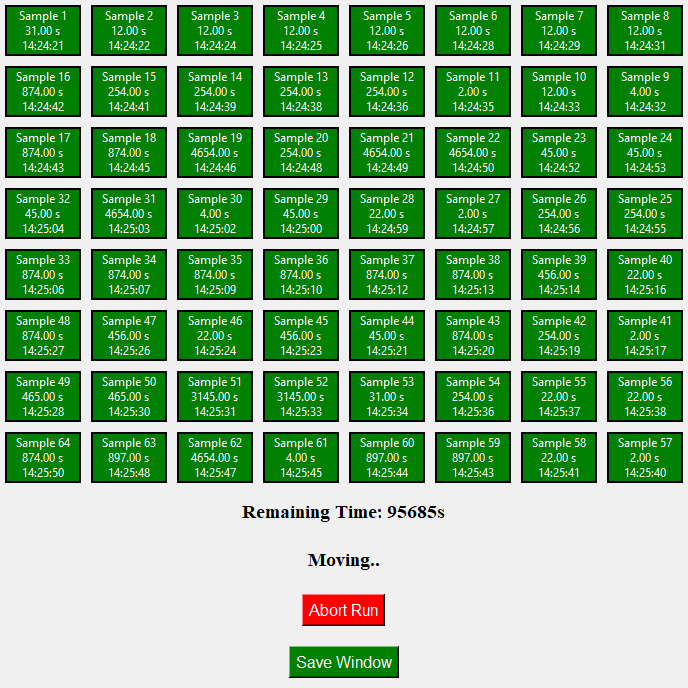 Sample 1 Sample 2 Sample 3 Sample 4 Sample 5 Sample 6 Sample 7 Sample 8
31.00 s 12.00 s 12.00 s 12.00 s 12.00 s 12.00 s 12.00 s 12.00 s
14:24:21 14:24:22 14:24:24 14:24:25 14:24:26 14:24:28 14:24:29 14:24:31
Sample 16 Sample 15 Sample 14 Sample 13 Sample 12 Sample 11 Sample 10 Sample 9
874.00 s 254.00 s 254.00 s 254.00 s 254.00 s 2.00 s 12.00 s 4.00 s
14:24:42 14:24:41 14:24:39 14:24:38 14:24:36 14:24:35 14:24:33 14:24:32
Sample 17 Sample 18 Sample 19 Sample 20 Sample 21 Sample 22 Sample 23 Sample 24
874.00 s 874.00 s 4654.00 s 254.00 s 4654.00 s 4654.00 s 45.00 s 45.00 s
14:24:43 14:24:45 14:24:46 14:24:48 14:24:49 14:24:50 14:24:52 14:24:53
Sample 32 Sample 31 Sample 30 Sample 29 Sample 28 Sample 27 Sample 26 Sample 25
45.00 s 4654.00 s 4.00 s 45.00 s 22.00 s 2.00 s 254.00 s 254.00 s
14:25:04 14:25:03 14:25:02 14:25:00 14:24:59 14:24:57 14:24:56 14:24:55
Sample 33 Sample 34 Sample 35 Sample 36 Sample 37 Sample 38 Sample 39 Sample 40
874.00 s 874.00 s 874.00 s 874.00 s 874.00 s 874.00 s 456.00 s 22.00 s
14:25:06 14:25:07 14:25:09 14:25:10 14:25:12 14:25:13 14:25:14 14:25:16
Sample 48 Sample 47 Sample 46 Sample 45 Sample 44 Sample 43 Sample 42 Sample 41
874.00 s 456.00 s 22.00 s 456.00 s 45.00 s 874.00 s 254.00 s 2.00 s
14:25:27 14:25:26 14:25:24 14:25:23 14:25:21 14:25:20 14:25:19 14:25:17
Sample 49 Sample 50 Sample 51 Sample 52 Sample 53 Sample 54 Sample 55 Sample 56
465.00 s 465.00 s 3145.00 s 3145.00 s 31.00 s 254.00 s 22.00 s 22.00 s
14:25:28 14:25:30 14:25:31 14:25:33 14:25:34 14:25:36 14:25:37 14:25:38
Sample 64 Sample 63 Sample 62 Sample 61 Sample 60 Sample 59 Sample 58 Sample 57
874.00 s 897.00 s 4654.00 s 4.00 s 897.00 s 897.00 s 22.00 s 2.00 s
14:25:50 14:25:48 14:25:47 14:25:45 14:25:44 14:25:43 14:25:41 14:25:40
Remaining Time: 95685s
Moving..
Abort Run
Save Window